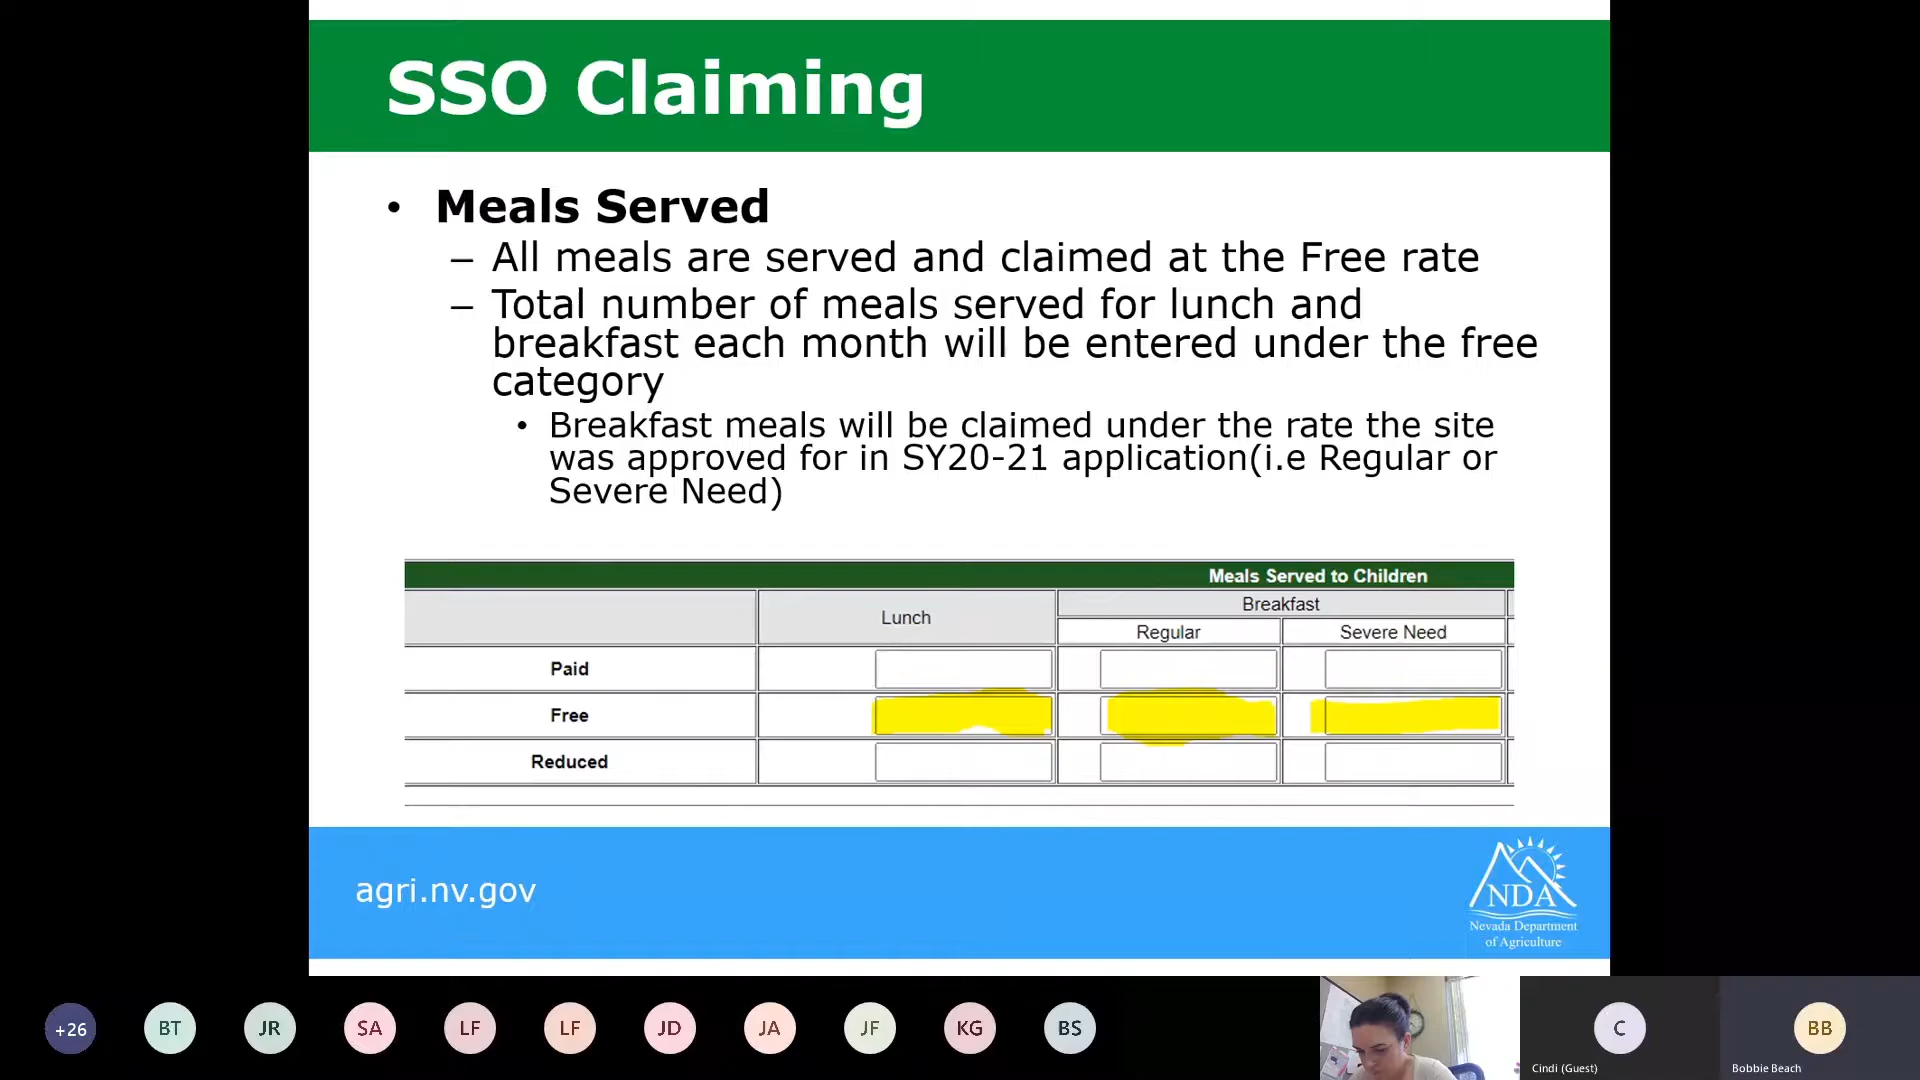 SSO Claiming
• Meals Served
– All meals are served and claimed at the Free rate
– Total number of meals served for lunch and
breakfast each month will be entered under the free
category
• Breakfast meals will be claimed under the rate the site
was approved for in SY20-21 application(i.e Regular or
Severe Need)
Meals Served to Children
Lunch
Breakfast
Regular
Severe Need
Paid
Free
Reduced
agri.nv.gov
NDA
Nevada Department
of Agriculture
+26
BT
JR
SA
LF
LF
JD
JA
JF
KG
BS
C
BB
Cindi (Guest)
Bobbie Beach